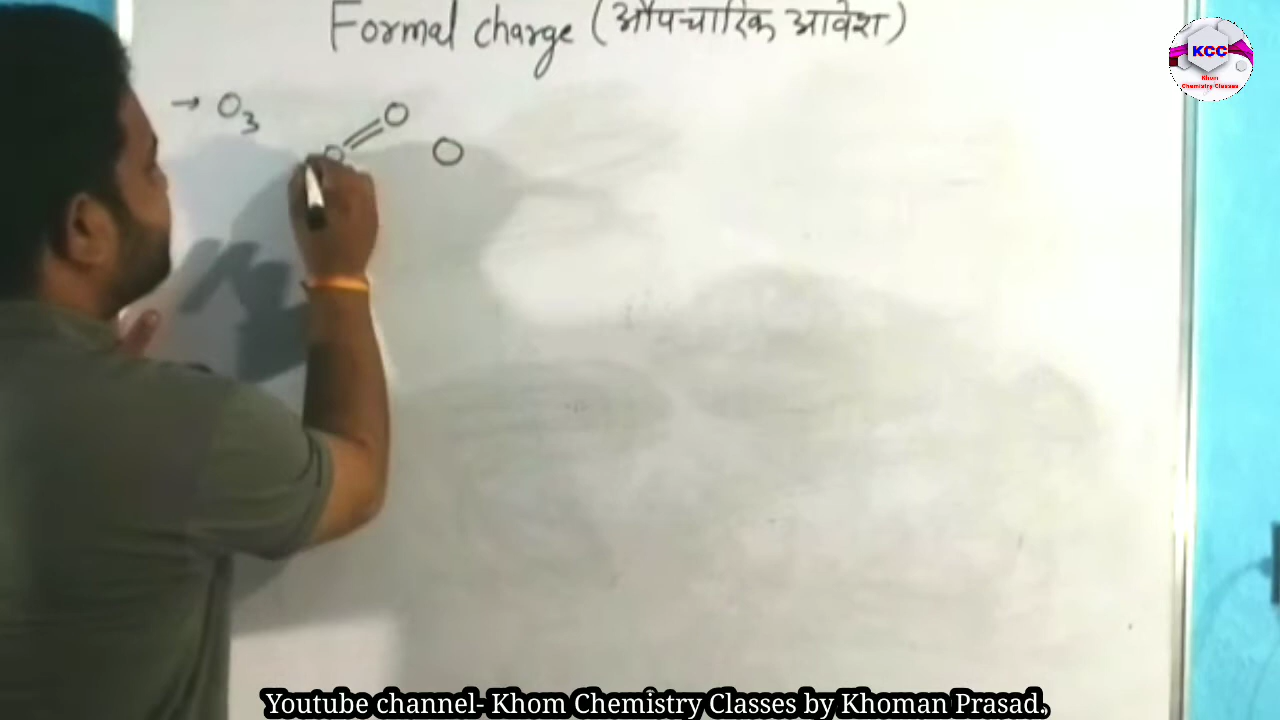 Formal charge (औपचारिक आवेश)
KCC
Khom
Chemistry Classes
→ O3
O
O
O
Youtube channel- Khom Chemistry Classes by Khoman Prasad.